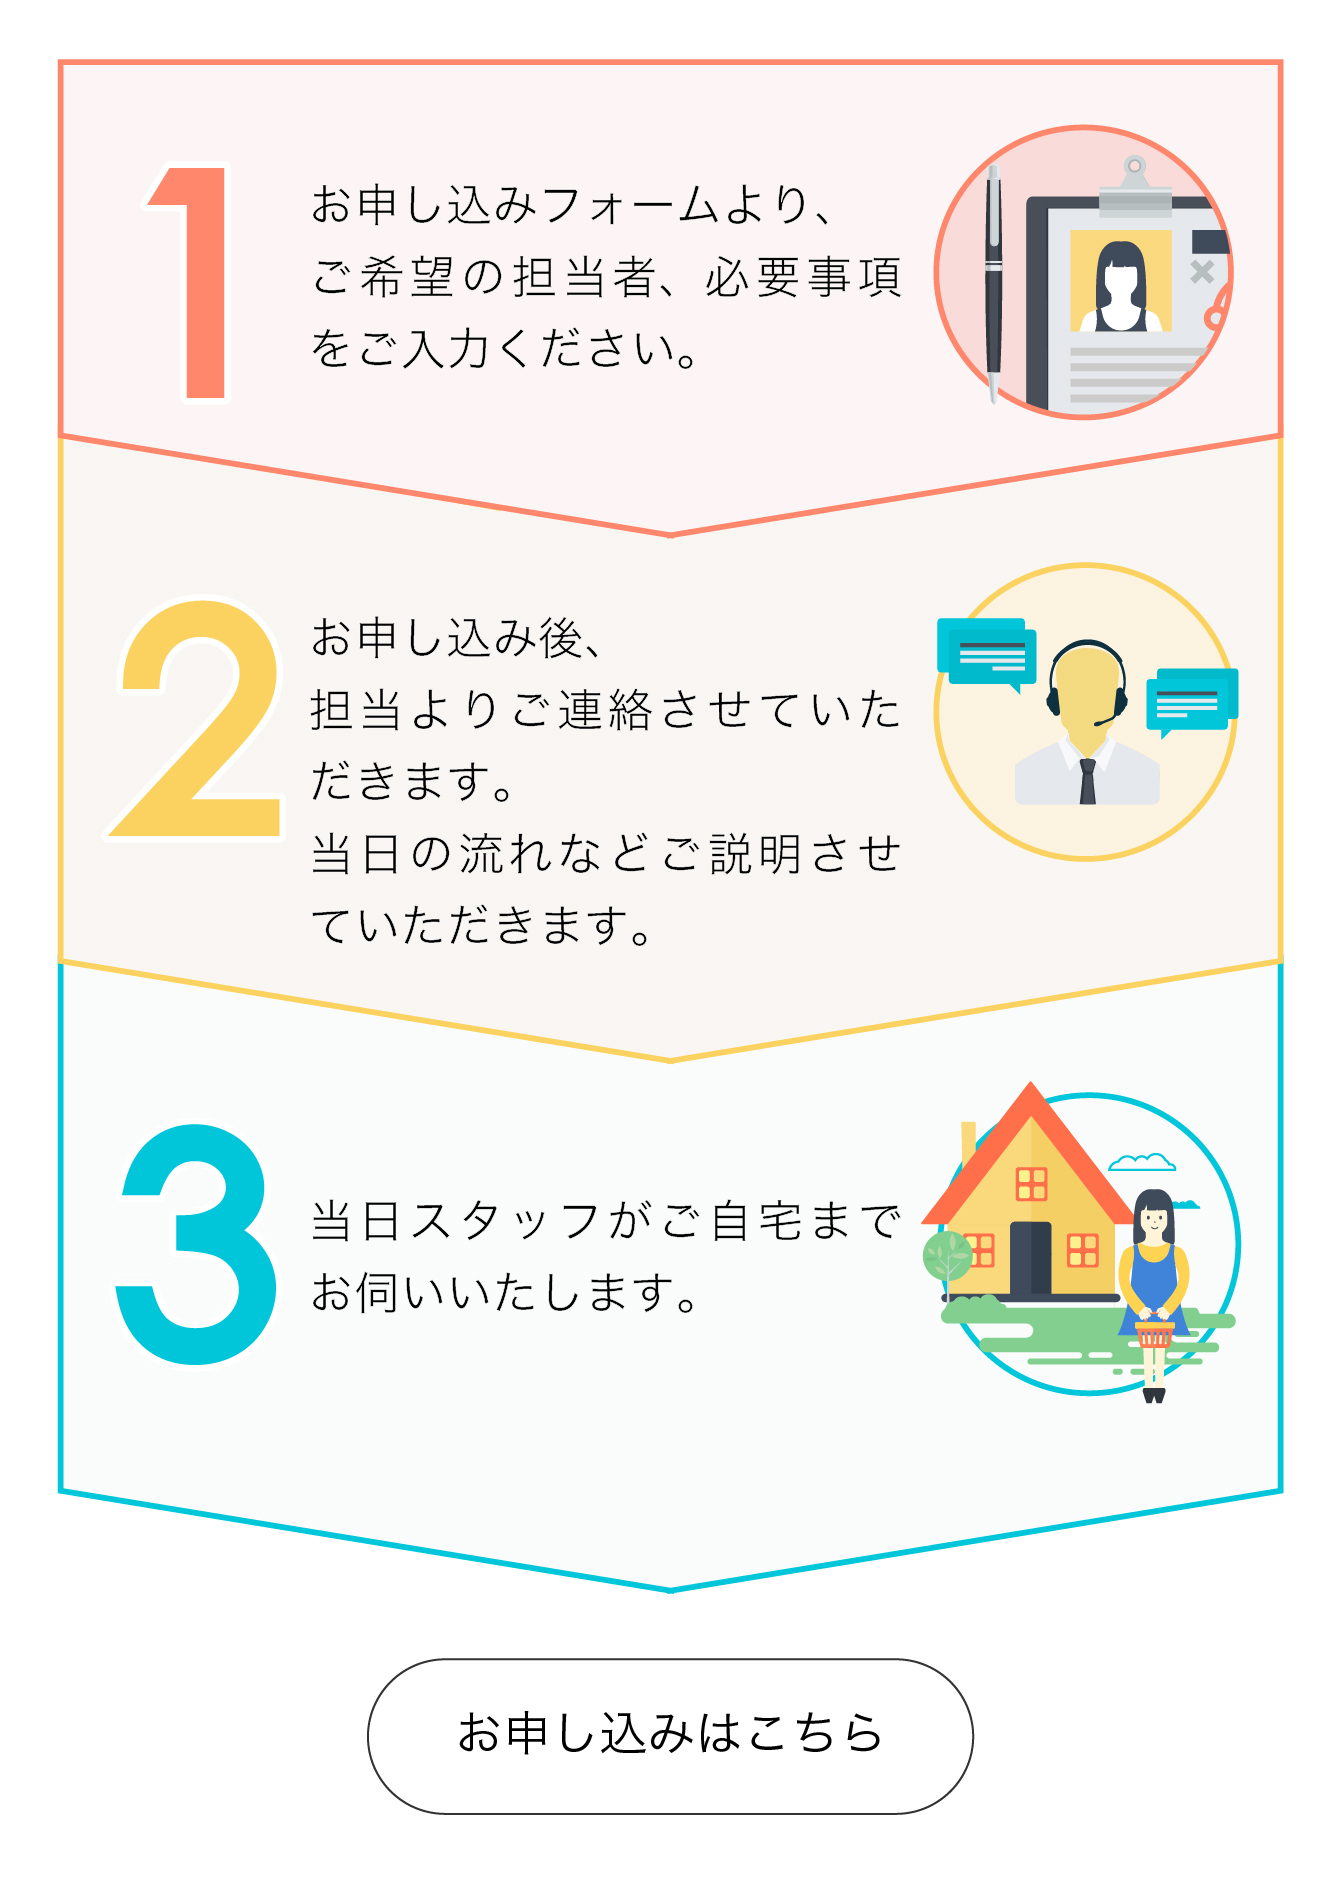 1
お申し込みフォームより、
ご希望の担当者、必要事項
をご入力ください。
2
お申し込み後、
担当よりご連絡させていた
だきます。
当日の流れなどご説明させ
ていただきます。
3
当日スタッフがご自宅まで
お伺いいたします。
お申し込みはこちら